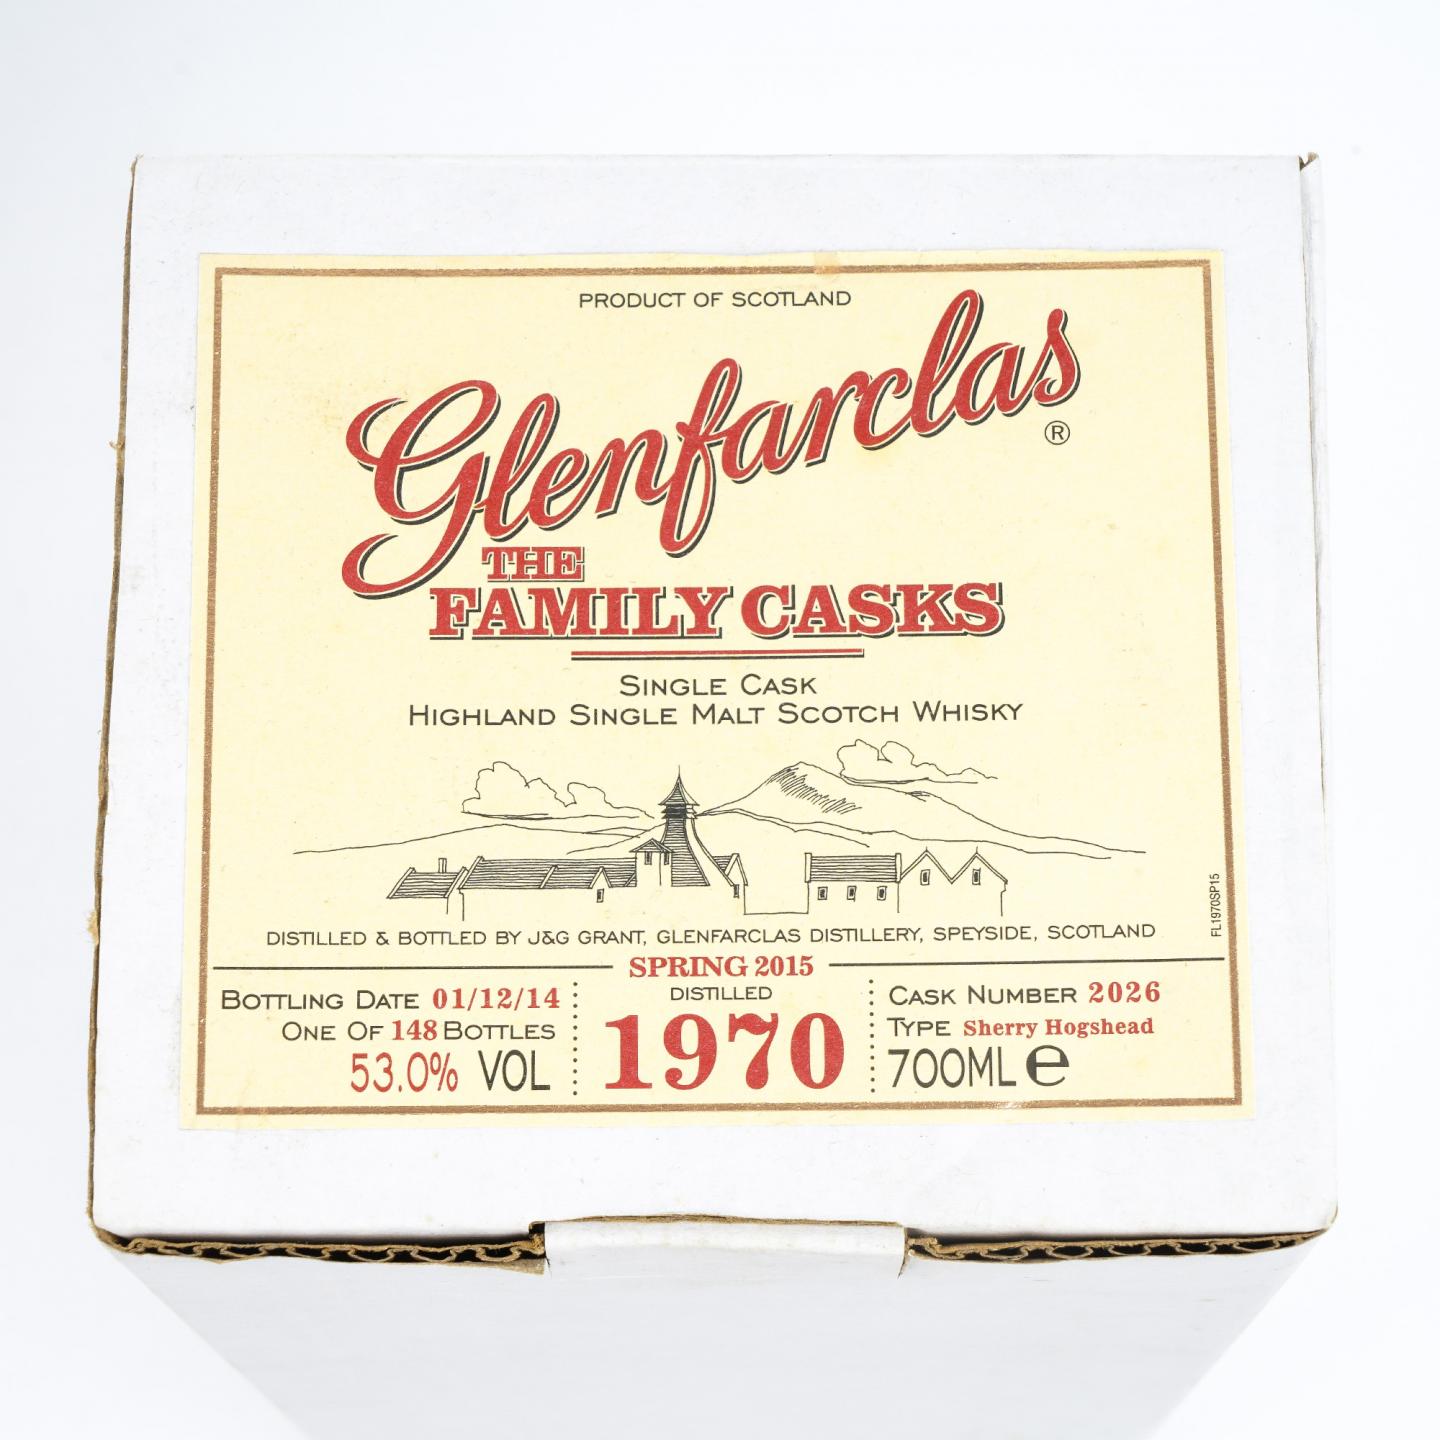 PRODUCT OF SCOTLAND
Glenfarclas
®
THE
FAMILY CASKS
SINGLE CASK
HIGHLAND SINGLE MALT SCOTCH WHISKY
FL1970SP15
DISTILLED & BOTTLED BY J&G GRANT, GLENFARCLAS DISTILLERY, SPEYSIDE, SCOTLAND
SPRING 2015
BOTTLING DATE 01/12/14
ONE OF 148 BOTTLES
53.0% VOL
DISTILLED
1970
CASK NUMBER 2026
TYPE Sherry Hogshead
700ML e